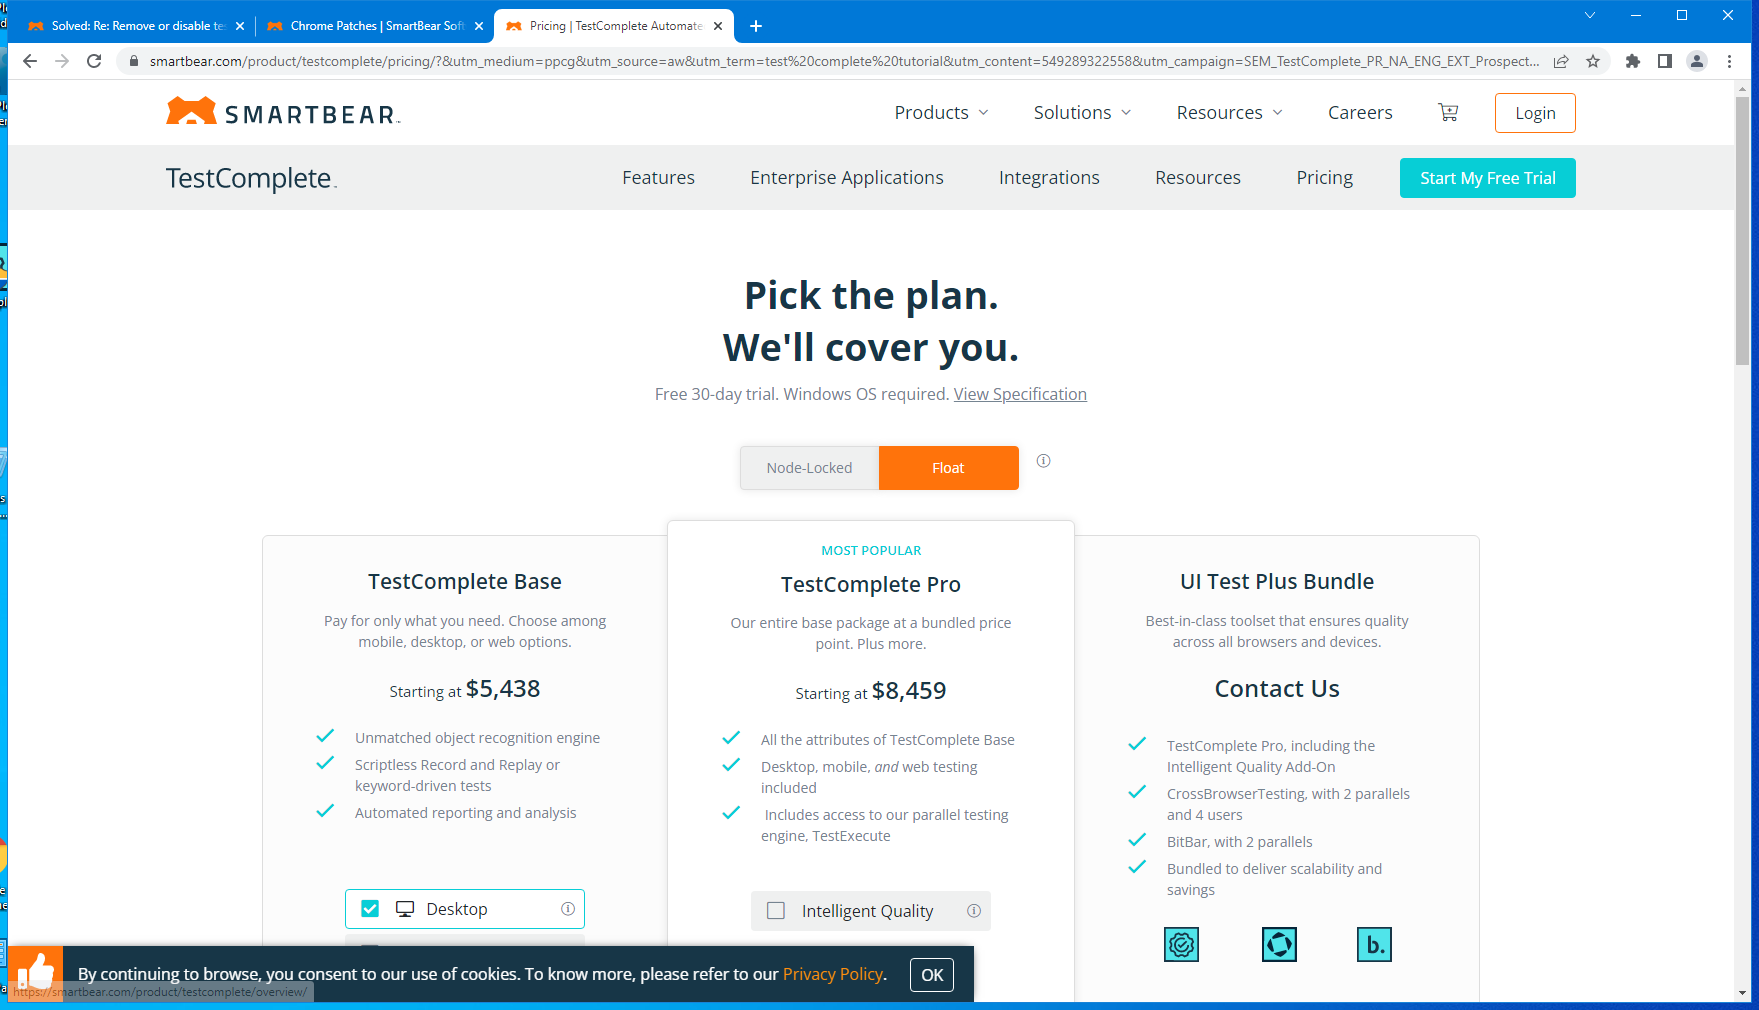 Solved: Re: Remove or disable te
Chrome Patches | SmartBear Soft
Pricing | TestComplete Automate
smartbear.com/product/testcomplete/pricing/?&utm_medium=ppcg&utm_source=aw&utm_term=test%20complete%20tutorial&utm_content=549289322558&utm_campaign=SEM_TestComplete_PR_NA_ENG_EXT_Prospect...
SMARTBEAR
Products
Solutions
Resources
Careers
Login
TestComplete
Features
Enterprise Applications
Integrations
Resources
Pricing
Start My Free Trial
Pick the plan.
We'll cover you.
Free 30-day trial. Windows OS required. View Specification
Node-Locked
Float
TestComplete Base
Pay for only what you need. Choose among
mobile, desktop, or web options.
Starting at $5,438
Unmatched object recognition engine
Scriptless Record and Replay or
keyword-driven tests
Automated reporting and analysis
Desktop
MOST POPULAR
TestComplete Pro
Our entire base package at a bundled price
point. Plus more.
Starting at $8,459
All the attributes of TestComplete Base
Desktop, mobile, and web testing
included
Includes access to our parallel testing
engine, TestExecute
Intelligent Quality
UI Test Plus Bundle
Best-in-class toolset that ensures quality
across all browsers and devices.
Contact Us
TestComplete Pro, including the
Intelligent Quality Add-On
CrossBrowserTesting, with 2 parallels
and 4 users
BitBar, with 2 parallels
Bundled to deliver scalability and
savings
b.
By continuing to browse, you consent to our use of cookies. To know more, please refer to our Privacy Policy.
OK
https://smartbear.com/product/testcomplete/overview/